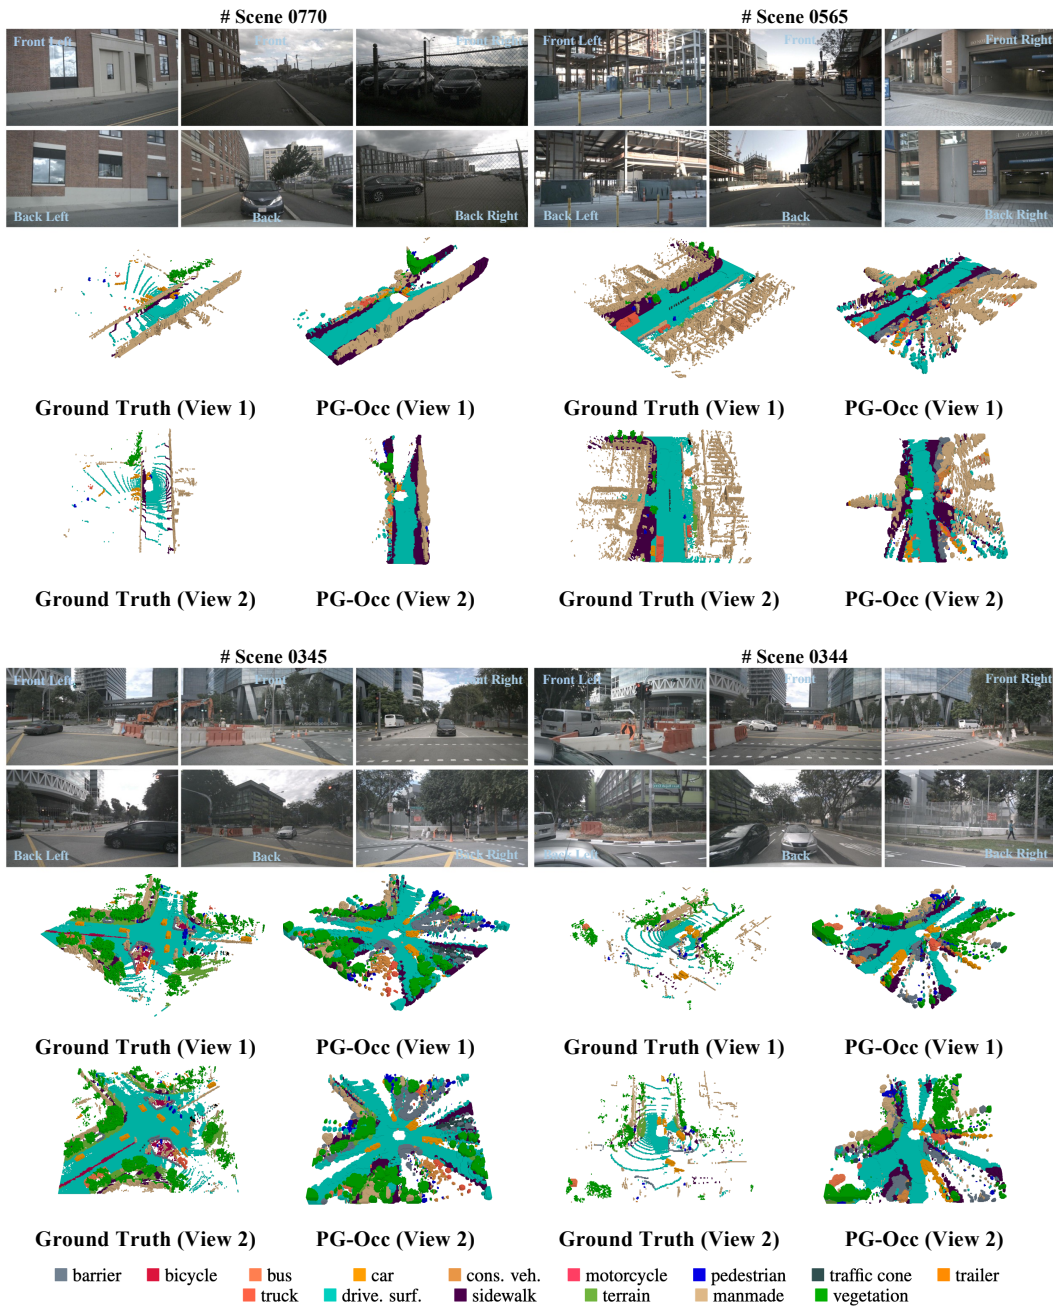 # Scene 0770
# Scene 0565
Front Left
Front
Front Right
Front Left
Front
Front Right
Back Left
Back
Back Right
Back Left
Back
Back Right
Ground Truth (View 1)
PG-Occ (View 1)
Ground Truth (View 1)
PG-Occ (View 1)
Ground Truth (View 2)
PG-Occ (View 2)
Ground Truth (View 2)
PG-Occ (View 2)
# Scene 0345
# Scene 0344
Front Left
Front
Front Right
Front Left
Front
Front Right
Back Left
Back
Back Right
Back Left
Back
Back Right
Ground Truth (View 1)
PG-Occ (View 1)
Ground Truth (View 1)
PG-Occ (View 1)
Ground Truth (View 2)
PG-Occ (View 2)
Ground Truth (View 2)
PG-Occ (View 2)
barrier bicycle bus car cons. veh. motorcycle pedestrian traffic cone trailer
truck drive. surf. sidewalk terrain manmade vegetation